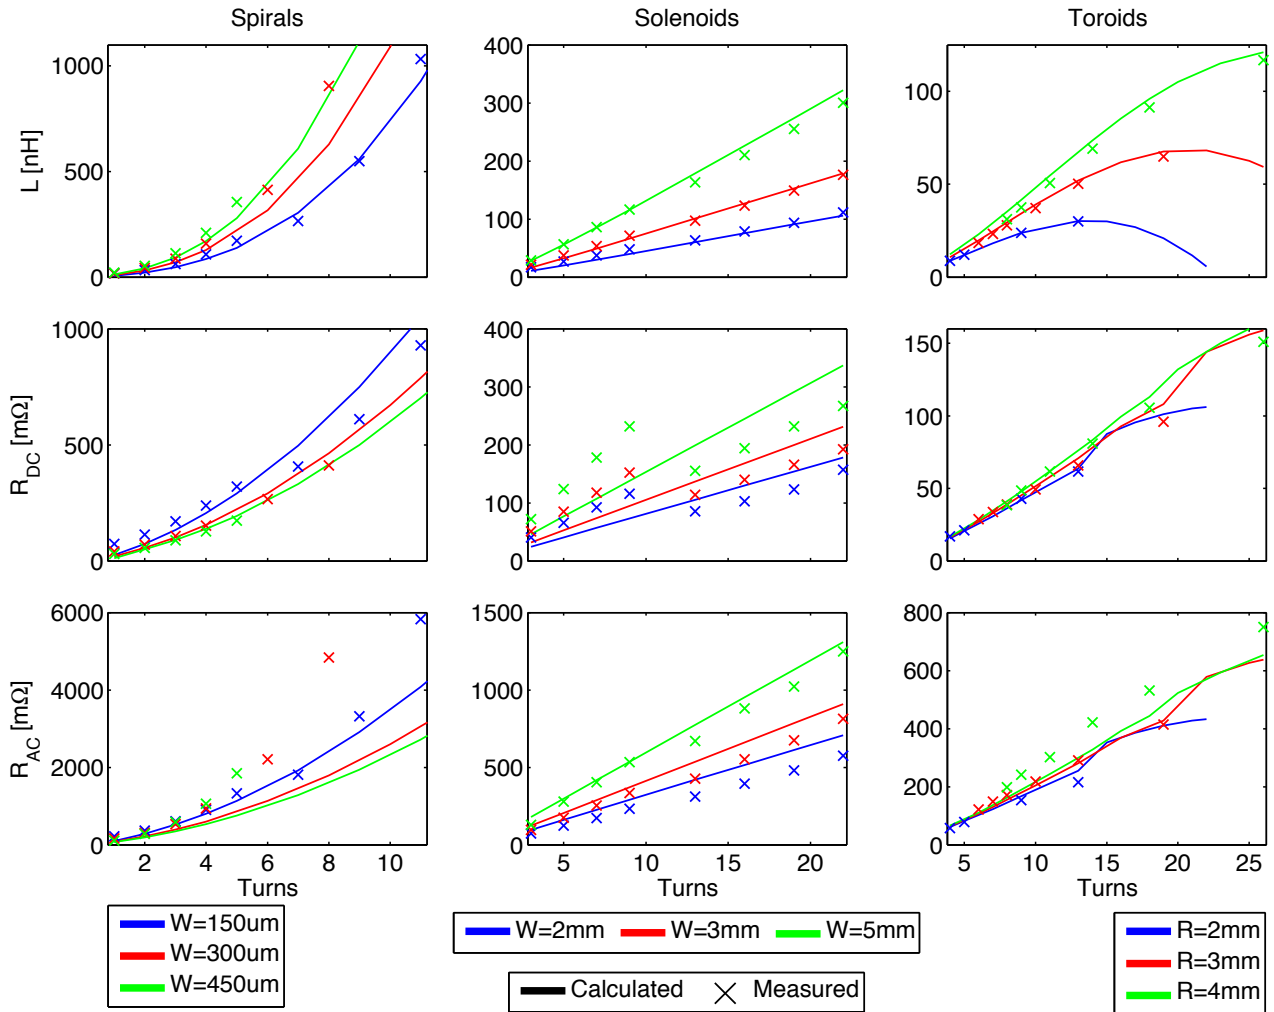 Spirals Solenoids Toroids
L [nH]
1000
500
0
400
300
200
100
0
100
50
0
R_DC [mΩ]
1000
500
0
400
300
200
100
0
150
100
50
0
R_AC [mΩ]
6000
4000
2000
0
1500
1000
500
0
800
600
400
200
0
2 4 6 8 10
5 10 15 20
5 10 15 20 25
Turns Turns Turns
W=150um
W=300um
W=450um
W=2mm W=3mm W=5mm
Calculated Measured
R=2mm
R=3mm
R=4mm